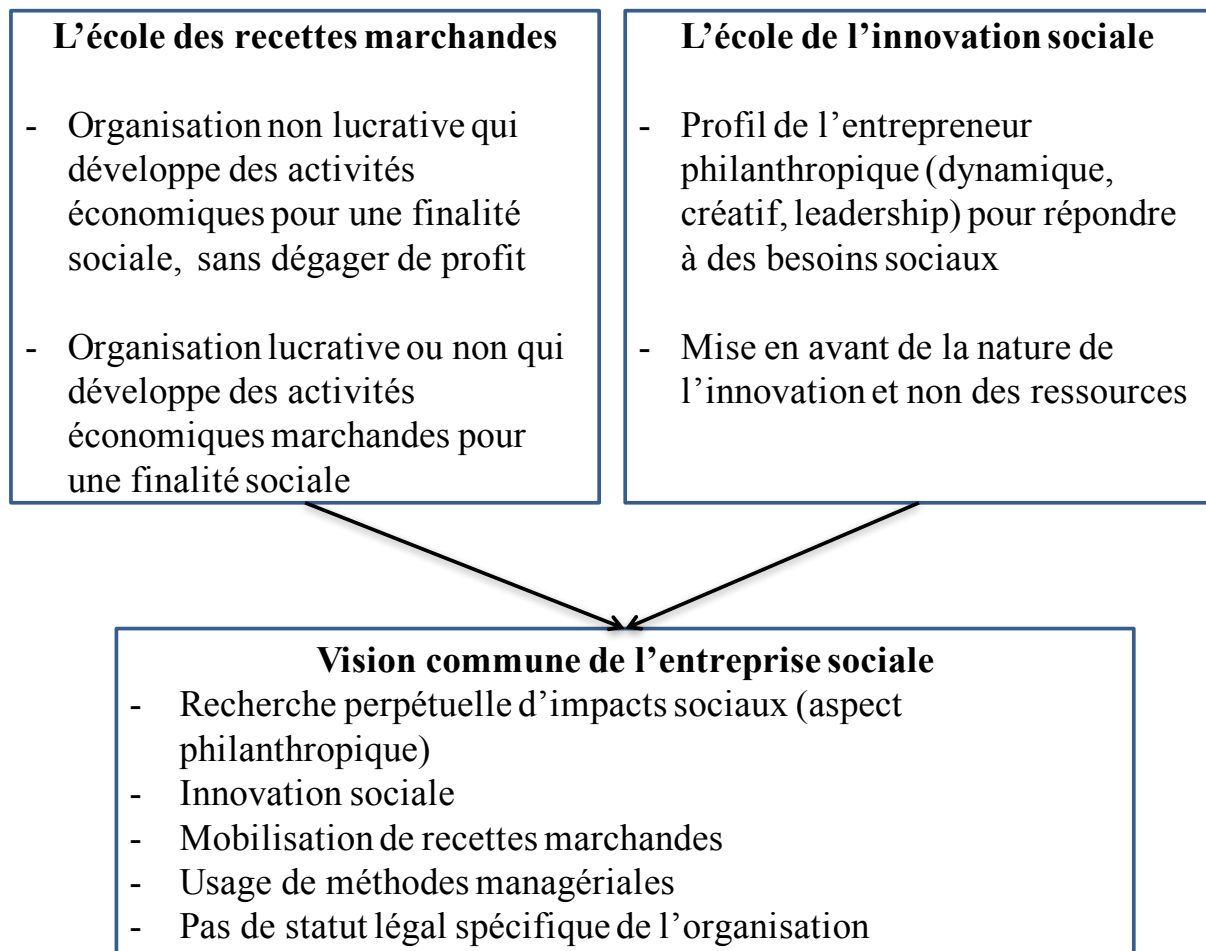 L’école des recettes marchandes
- Organisation non lucrative qui
développe des activités
économiques pour une finalité
sociale, sans dégager de profit
- Organisation lucrative ou non qui
développe des activités
économiques marchandes pour
une finalité sociale
L’école de l’innovation sociale
- Profil de l’entrepreneur
philanthropique (dynamique,
créatif, leadership) pour répondre
à des besoins sociaux
- Mise en avant de la nature de
l’innovation et non des ressources
Vision commune de l’entreprise sociale
- Recherche perpétuelle d’impacts sociaux (aspect
philanthropique)
- Innovation sociale
- Mobilisation de recettes marchandes
- Usage de méthodes managériales
- Pas de statut légal spécifique de l’organisation